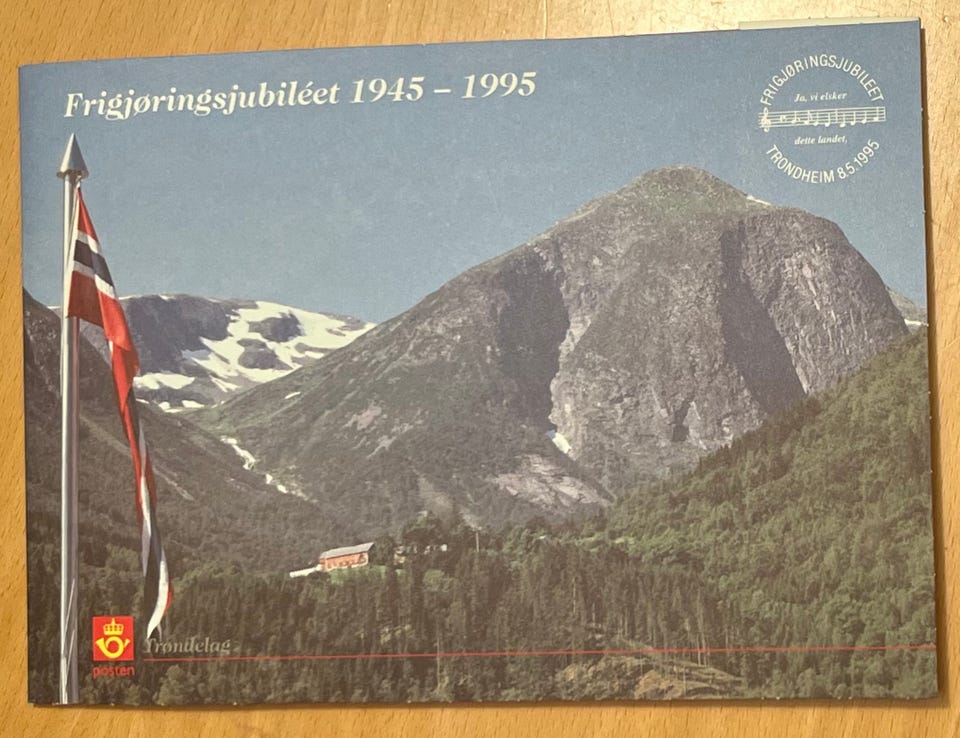 Frigjøringsjubiléet 1945 – 1995
FRIGJØRINGSJUBILEET
Ja, vi elsker
dette landet,
TRONDHEIM 8.5.1995
Trøndelag
posten